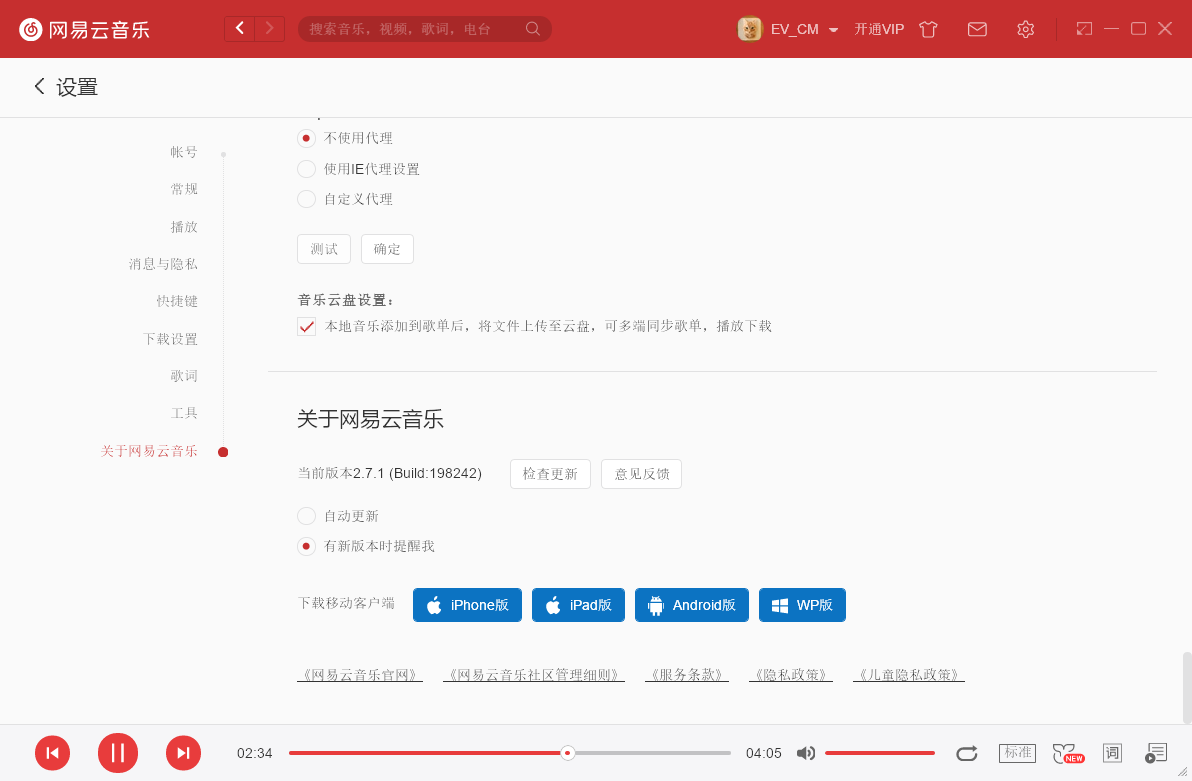 网易云音乐
搜索音乐，视频，歌词，电台
EV_CM 开通VIP
设置
帐号
常规
播放
消息与隐私
快捷键
下载设置
歌词
工具
关于网易云音乐
不使用代理
使用IE代理设置
自定义代理
测试 确定
音乐云盘设置：
本地音乐添加到歌单后，将文件上传至云盘，可多端同步歌单，播放下载
关于网易云音乐
当前版本2.7.1 (Build:198242) 检查更新 意见反馈
自动更新
有新版本时提醒我
下载移动客户端 iPhone版 iPad版 Android版 WP版
《网易云音乐官网》 《网易云音乐社区管理细则》 《服务条款》 《隐私政策》 《儿童隐私政策》
02:34 04:05 标准 NEW 词